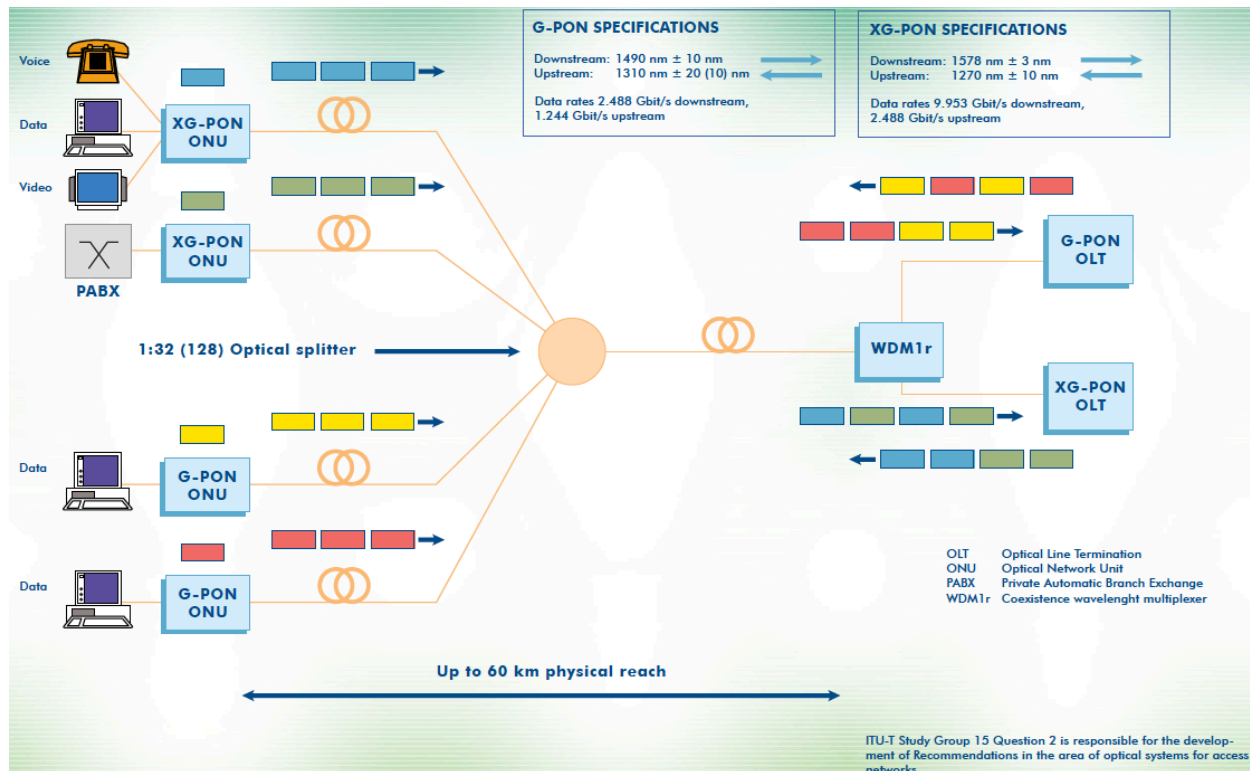 G-PON SPECIFICATIONS
Downstream: 1490 nm ± 10 nm
Upstream: 1310 nm ± 20 (10) nm
Data rates 2.488 Gbit/s downstream,
1.244 Gbit/s upstream
XG-PON SPECIFICATIONS
Downstream: 1578 nm ± 3 nm
Upstream: 1270 nm ± 10 nm
Data rates 9.953 Gbit/s downstream,
2.488 Gbit/s upstream
Voice
Data
Video
XG-PON
ONU
XG-PON
ONU
PABX
G-PON
OLT
1:32 (128) Optical splitter
WDM1r
XG-PON
OLT
Data
G-PON
ONU
Data
G-PON
ONU
OLT Optical Line Termination
ONU Optical Network Unit
PABX Private Automatic Branch Exchange
WDM1r Coexistence wavelenght multiplexer
Up to 60 km physical reach
ITU-T Study Group 15 Question 2 is responsible for the develop-
ment of Recommendations in the area of optical systems for access
networks